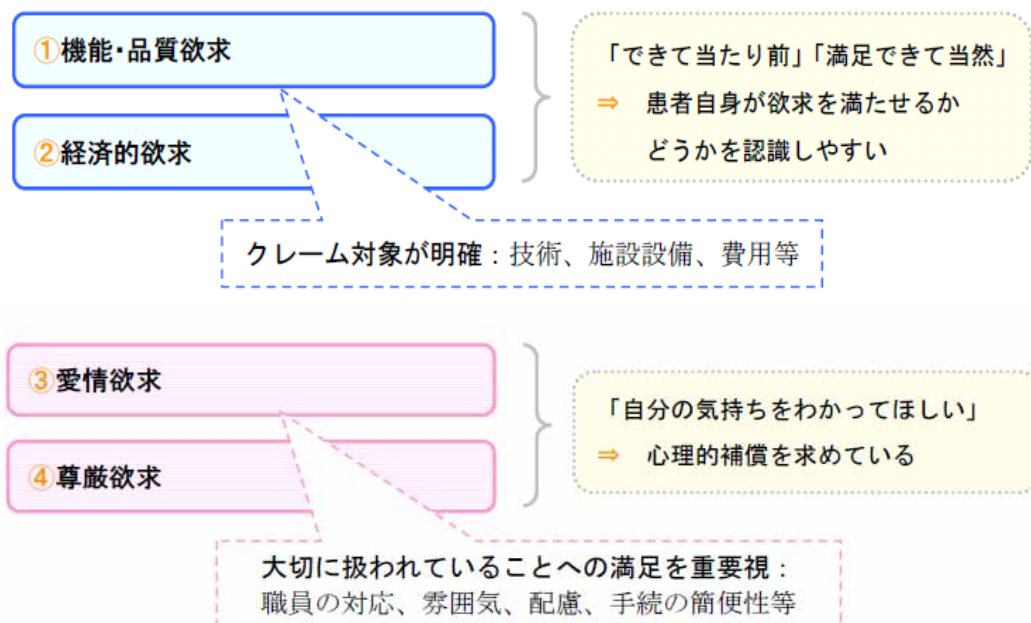 ①機能・品質欲求
②経済的欲求
「できて当たり前」「満足できて当然」
⇒ 患者自身が欲求を満たせるか
どうかを認識しやすい
クレーム対象が明確：技術、施設設備、費用等
③愛情欲求
④尊厳欲求
「自分の気持ちをわかってほしい」
⇒ 心理的補償を求めている
大切に扱われていることへの満足を重要視：
職員の対応、雰囲気、配慮、手続の簡便性等